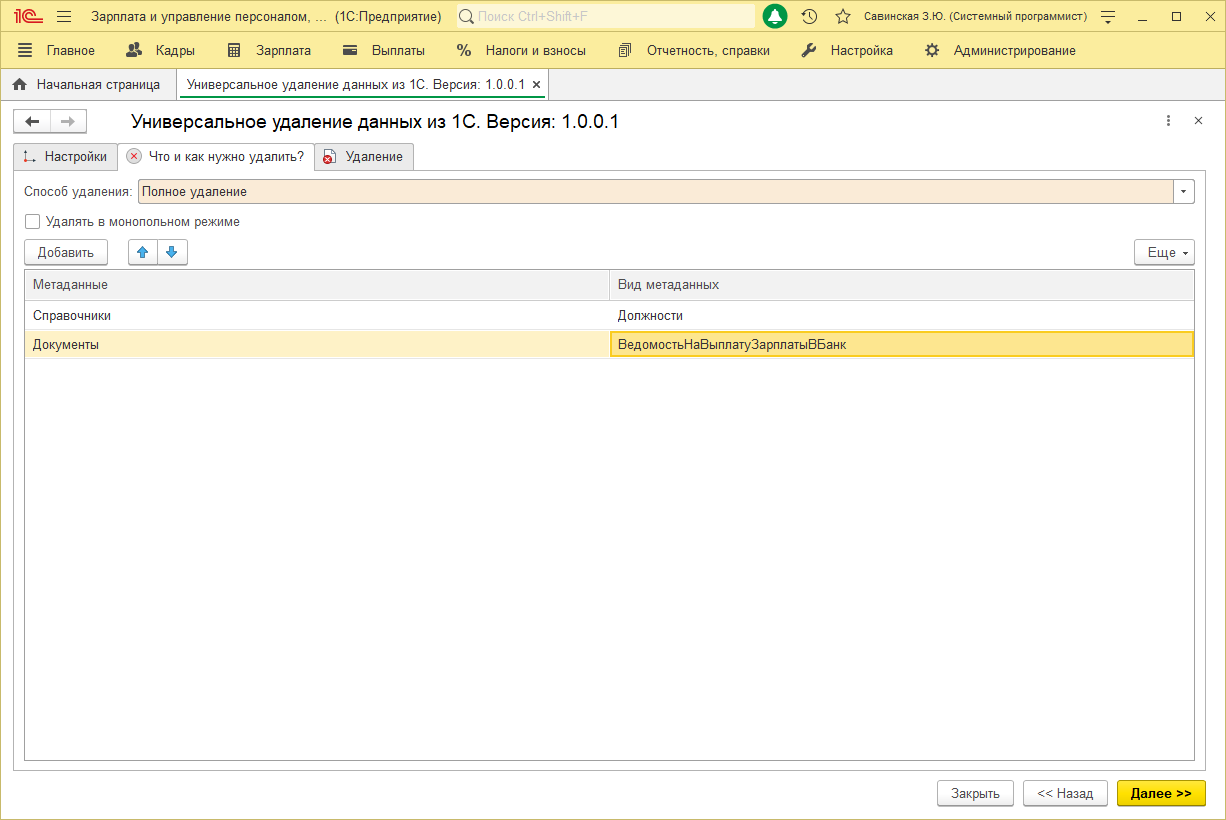 1С Зарплата и управление персоналом, ... (1С:Предприятие) Поиск Ctrl+Shift+F Савинская З.Ю. (Системный программист)
Главное Кадры Зарплата Выплаты % Налоги и взносы Отчетность, справки Настройка Администрирование
Начальная страница Универсальное удаление данных из 1С. Версия: 1.0.0.1 ×
Универсальное удаление данных из 1С. Версия: 1.0.0.1
Настройки Что и как нужно удалить? Удаление
Способ удаления: Полное удаление
Удалять в монопольном режиме
Добавить Еще
Метаданные Вид метаданных
Справочники Должности
Документы ВедомостьНаВыплатуЗарплатыВБанк
Закрыть << Назад Далее >>